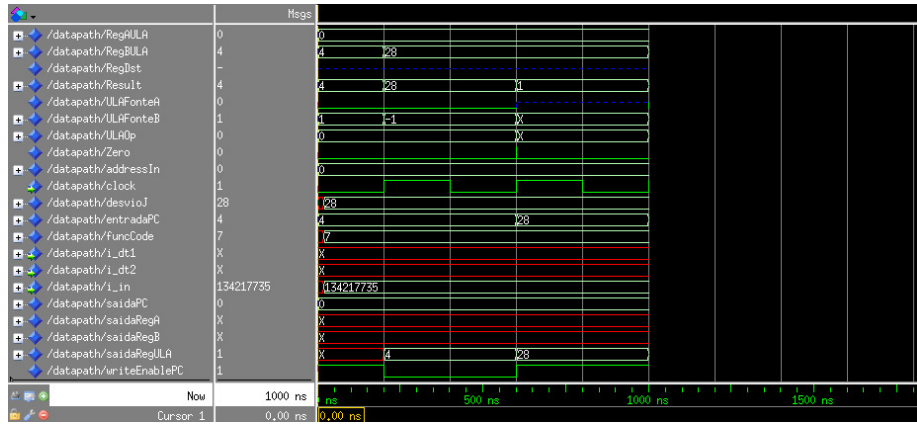 Msgs
/datapath/RegAULA 0 0
/datapath/RegBULA 4 4 28
/datapath/RegDst -
/datapath/Result 4 4 28 1
/datapath/ULAFonteA 0
/datapath/ULAFonteB 1 1 -1 X
/datapath/ULAOp 0 0 X
/datapath/Zero 0
/datapath/addressIn 0 0
/datapath/clock 1
/datapath/desvioJ 28 28
/datapath/entradaPC 4 4 28
/datapath/funcCode 7 7
/datapath/i_dt1 X X
/datapath/i_dt2 X X
/datapath/i_in 134217735 134217735
/datapath/saidaPC 0 0
/datapath/saidaRegA X X
/datapath/saidaRegB X X
/datapath/saidaRegULA 1 X 4 28
/datapath/writeEnablePC 1
Now 1000 ns ns 500 ns 1000 ns 1500 ns
Cursor 1 0,00 ns 0,00 ns